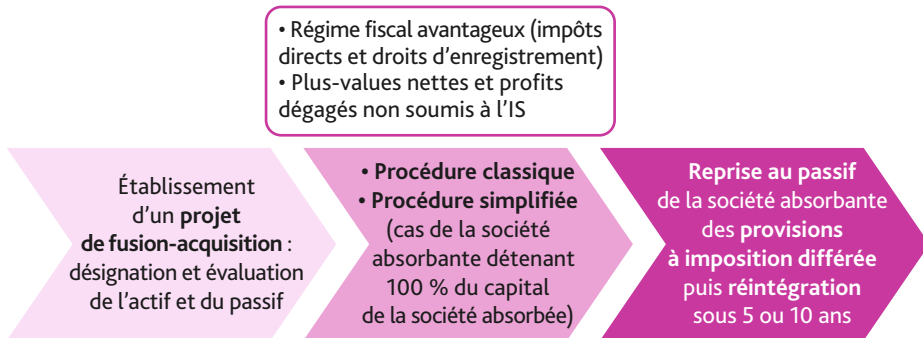 • Régime fiscal avantageux (impôts
directs et droits d’enregistrement)
• Plus-values nettes et profits
dégagés non soumis à l’IS
Établissement
d’un projet
de fusion-acquisition :
désignation et évaluation
de l’actif et du passif
• Procédure classique
• Procédure simplifiée
(cas de la société
absorbante détenant
100 % du capital
de la société absorbée)
Reprise au passif
de la société absorbante
des provisions
à imposition différée
puis réintégration
sous 5 ou 10 ans